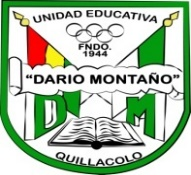 UNIDAD EDUCATIVA
FNDO.
1944
"DARIO MONTAÑO"
D M
QUILLACOLO